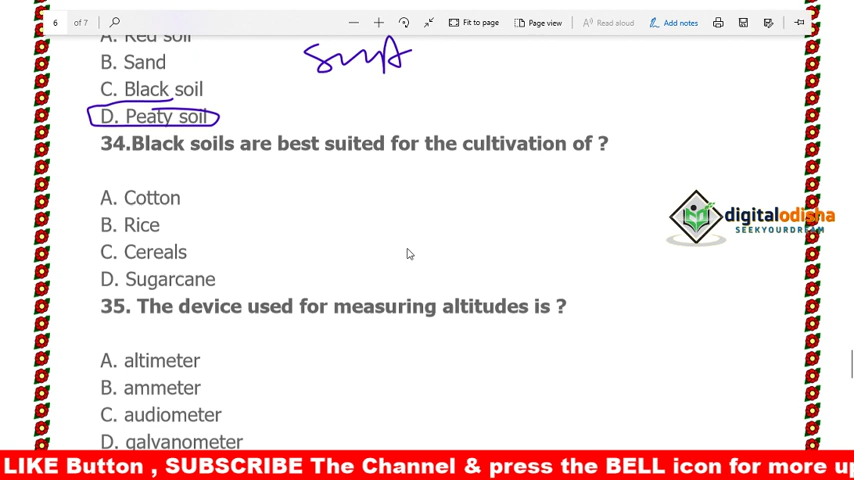 6 of 7 Fit to page Page view Read aloud Add notes
A. Red soil
B. Sand
C. Black soil
D. Peaty soil
34.Black soils are best suited for the cultivation of ?
A. Cotton
B. Rice
C. Cereals
D. Sugarcane
digitalodisha
SEEKYOURDREAM
35. The device used for measuring altitudes is ?
A. altimeter
B. ammeter
C. audiometer
D. galvanometer
LIKE Button , SUBSCRIBE The Channel & press the BELL icon for more up